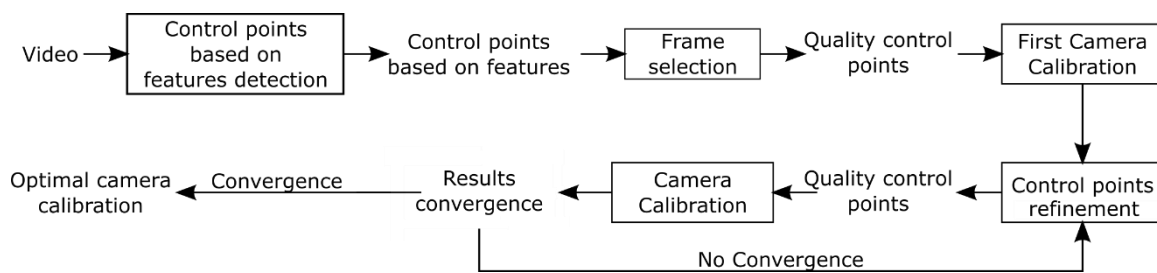 Video
Control points
based on
features detection
Control points
based on features
Frame
selection
Quality control
points
First Camera
Calibration
Optimal camera
calibration
Convergence
Results
convergence
Camera
Calibration
Quality control
points
Control points
refinement
No Convergence